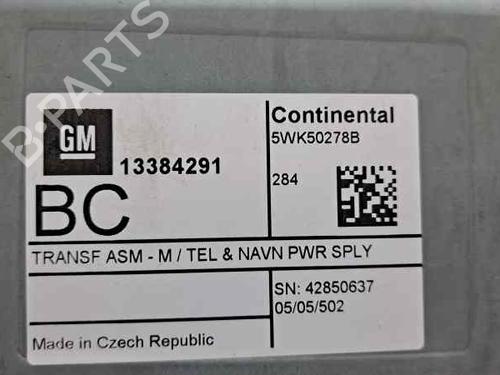 B-PARTS
GM
13384291
BC
Continental
5WK50278B
284
TRANSF ASM - M / TEL & NAVN PWR SPLY
SN: 42850637
05/05/502
Made in Czech Republic